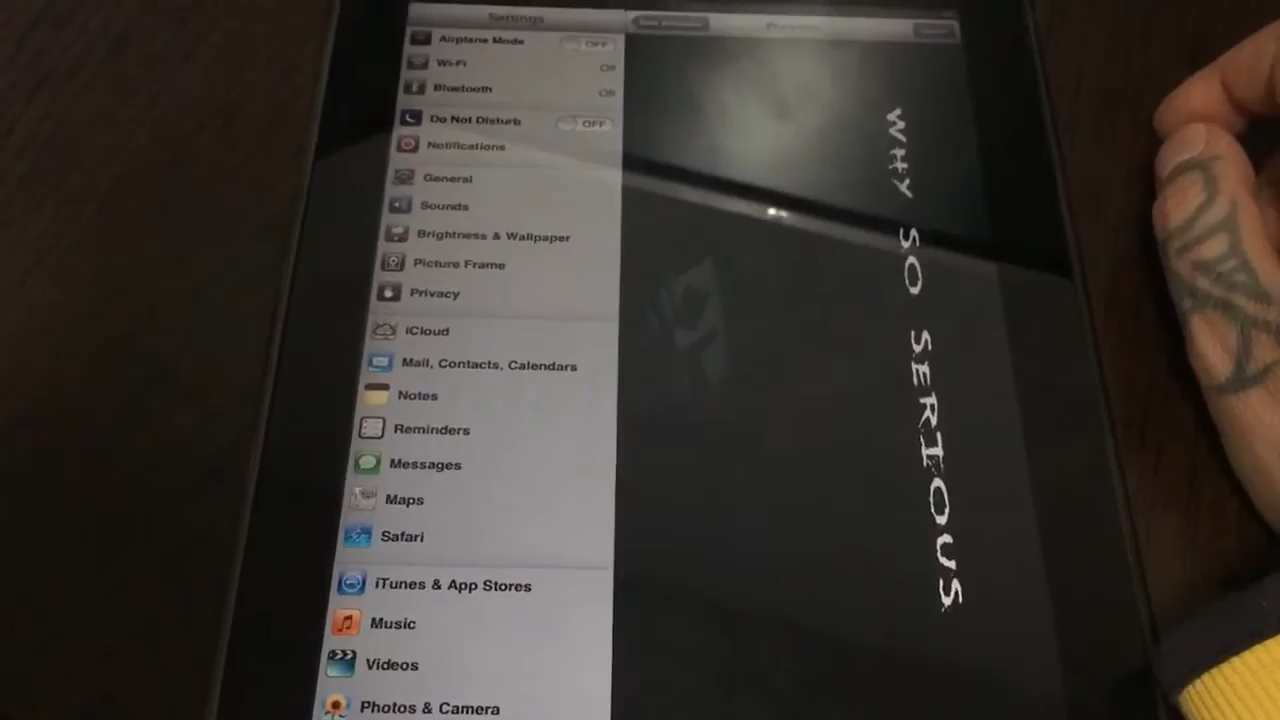 Settings
Airplane Mode
OFF
Wi-Fi
Off
Bluetooth
Off
Do Not Disturb
OFF
Notifications
General
Sounds
Brightness & Wallpaper
Picture Frame
Privacy
iCloud
Mail, Contacts, Calendars
Notes
Reminders
Messages
Maps
Safari
iTunes & App Stores
Music
Videos
Photos & Camera
WHY SO SERIOUS